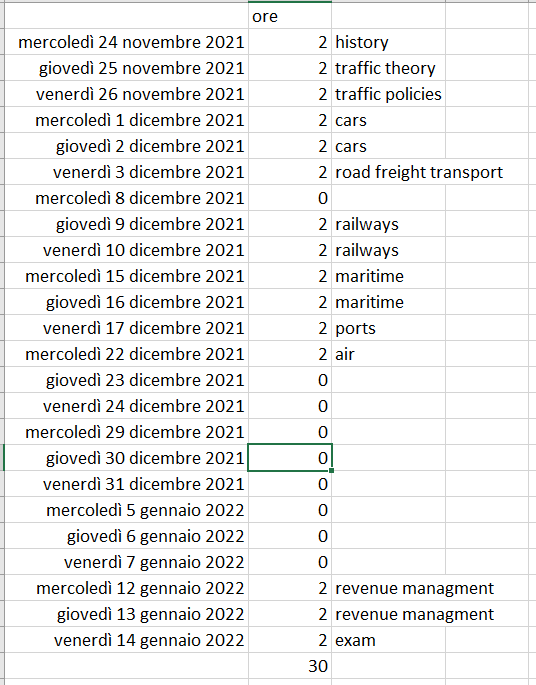 ore
mercoledì 24 novembre 2021 2 history
giovedì 25 novembre 2021 2 traffic theory
venerdì 26 novembre 2021 2 traffic policies
mercoledì 1 dicembre 2021 2 cars
giovedì 2 dicembre 2021 2 cars
venerdì 3 dicembre 2021 2 road freight transport
mercoledì 8 dicembre 2021 0
giovedì 9 dicembre 2021 2 railways
venerdì 10 dicembre 2021 2 railways
mercoledì 15 dicembre 2021 2 maritime
giovedì 16 dicembre 2021 2 maritime
venerdì 17 dicembre 2021 2 ports
mercoledì 22 dicembre 2021 2 air
giovedì 23 dicembre 2021 0
venerdì 24 dicembre 2021 0
mercoledì 29 dicembre 2021 0
giovedì 30 dicembre 2021 0
venerdì 31 dicembre 2021 0
mercoledì 5 gennaio 2022 0
giovedì 6 gennaio 2022 0
venerdì 7 gennaio 2022 0
mercoledì 12 gennaio 2022 2 revenue managment
giovedì 13 gennaio 2022 2 revenue managment
venerdì 14 gennaio 2022 2 exam
30